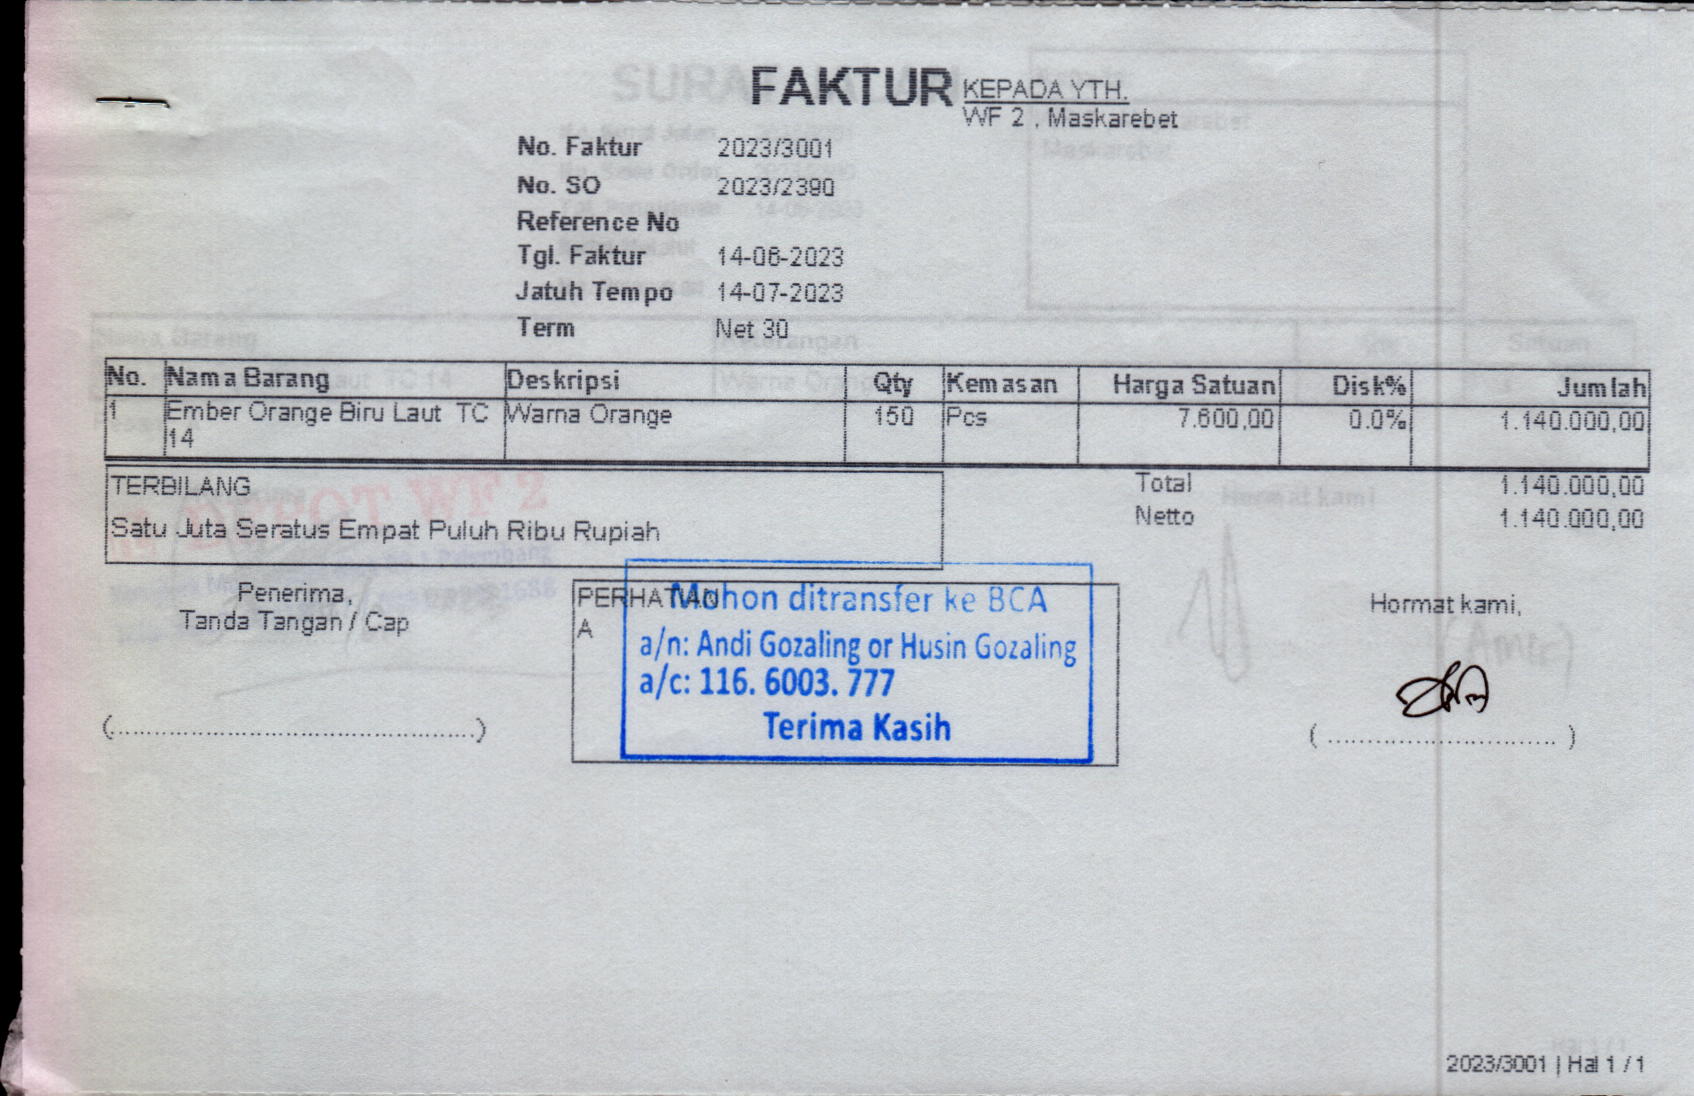 FAKTUR
KEPADA YTH.
WF 2 , Maskarebet
No. Faktur 2023/3001
No. SO 2023/2390
Reference No
Tgl. Faktur 14-06-2023
Jatuh Tempo 14-07-2023
Term Net 30
No. Nama Barang Deskripsi Qty Kemasan Harga Satuan Disk% Jumlah
1 Ember Orange Biru Laut TC Warna Orange 150 Pcs 7.600,00 0.0% 1.140.000,00
14
TERBILANG
Satu Juta Seratus Empat Puluh Ribu Rupiah
Total 1.140.000,00
Netto 1.140.000,00
Penerima,
Tanda Tangan / Cap
(..............................................)
PERHATIAN
A
Mohon ditransfer ke BCA
a/n: Andi Gozaling or Husin Gozaling
a/c: 116. 6003. 777
Terima Kasih
Hormat kami,
( ............................. )
2023/3001 | Hal 1 / 1